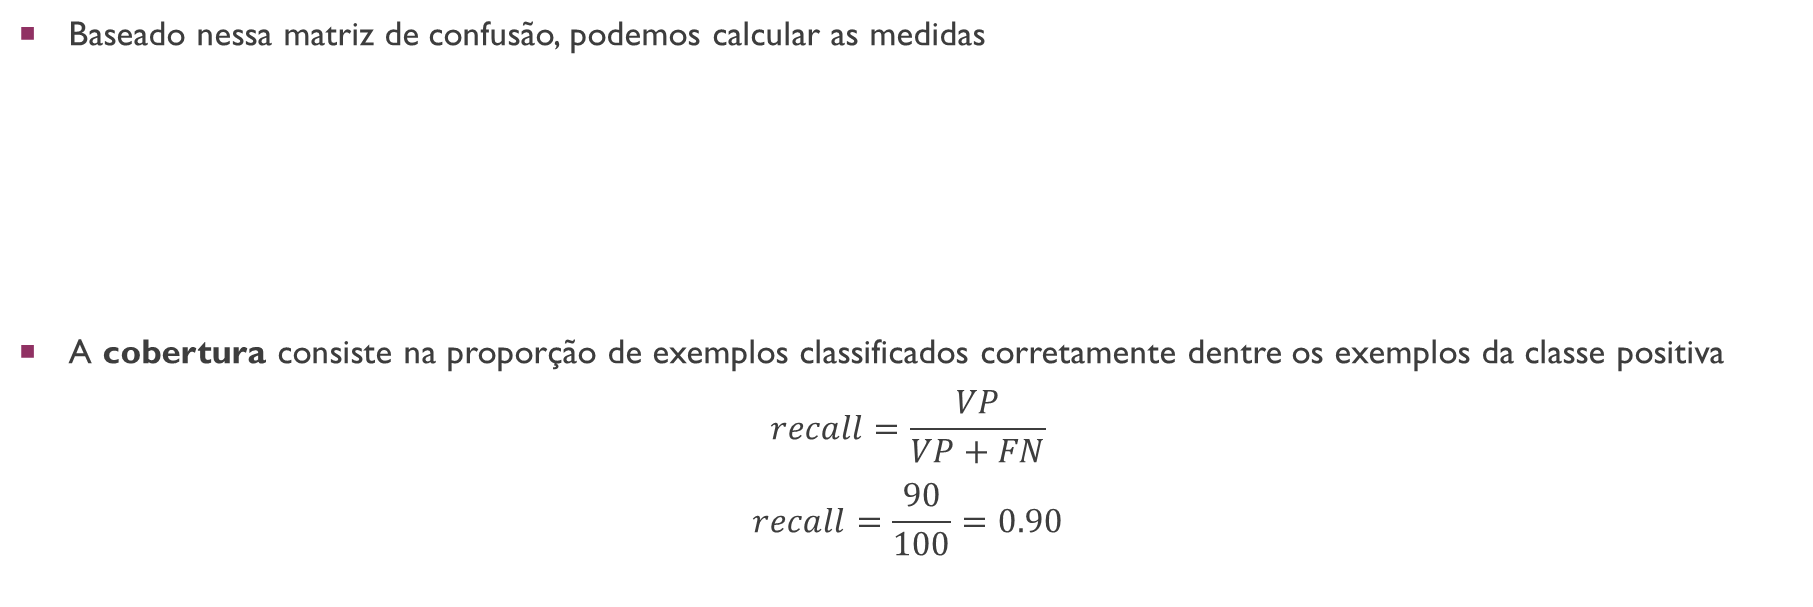 ▪ Baseado nessa matriz de confusão, podemos calcular as medidas
▪ A cobertura consiste na proporção de exemplos classificados corretamente dentre os exemplos da classe positiva
recall = VP / (VP + FN)
recall = 90 / 100 = 0.90